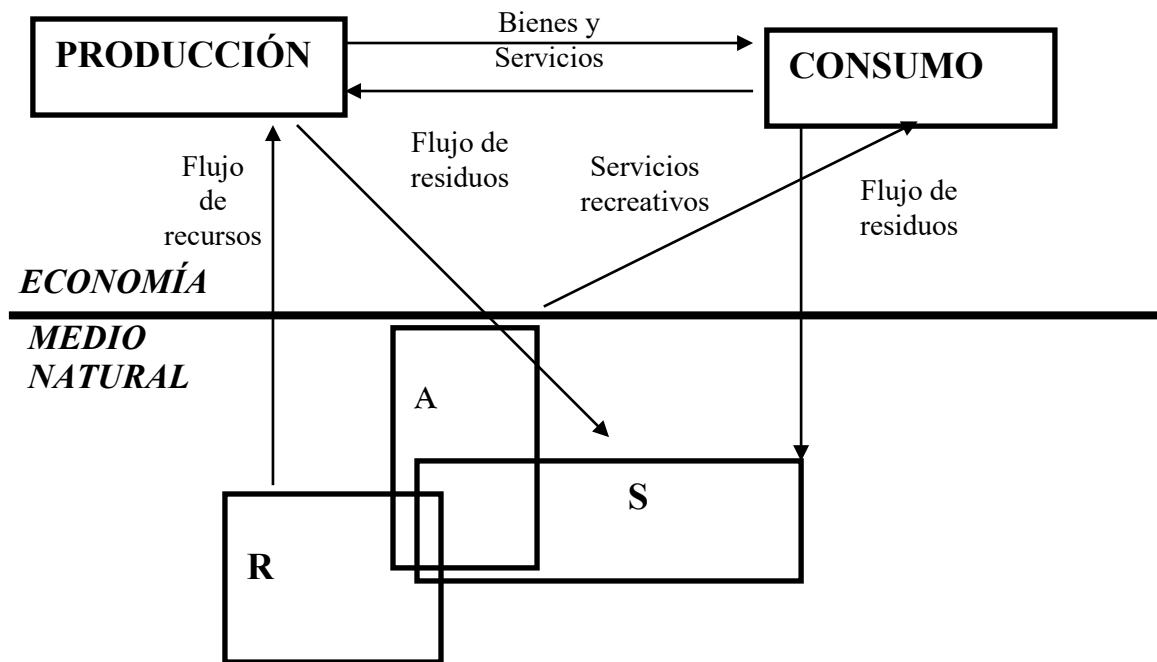 Bienes y
Servicios
PRODUCCIÓN
CONSUMO
Flujo de
residuos
Servicios
recreativos
Flujo de
residuos
Flujo
de
recursos
ECONOMÍA
MEDIO
NATURAL
A
S
R